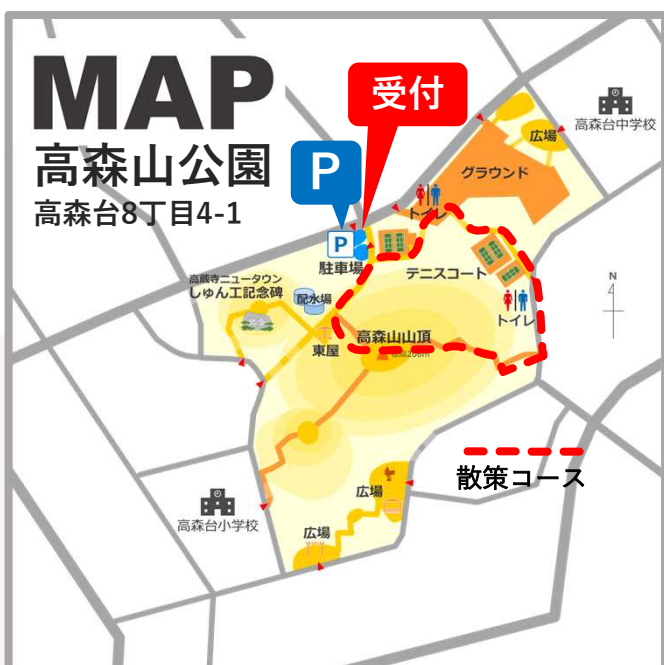 MAP
高森山公園
高森台8丁目4-1
受付
P
P
駐車場
高森台中学校
広場
グラウンド
トイレ
テニスコート
高蔵寺ニュータウン
しゅん工記念碑
配水場
東屋
高森山山頂
トイレ
N
散策コース
高森台小学校
広場
広場